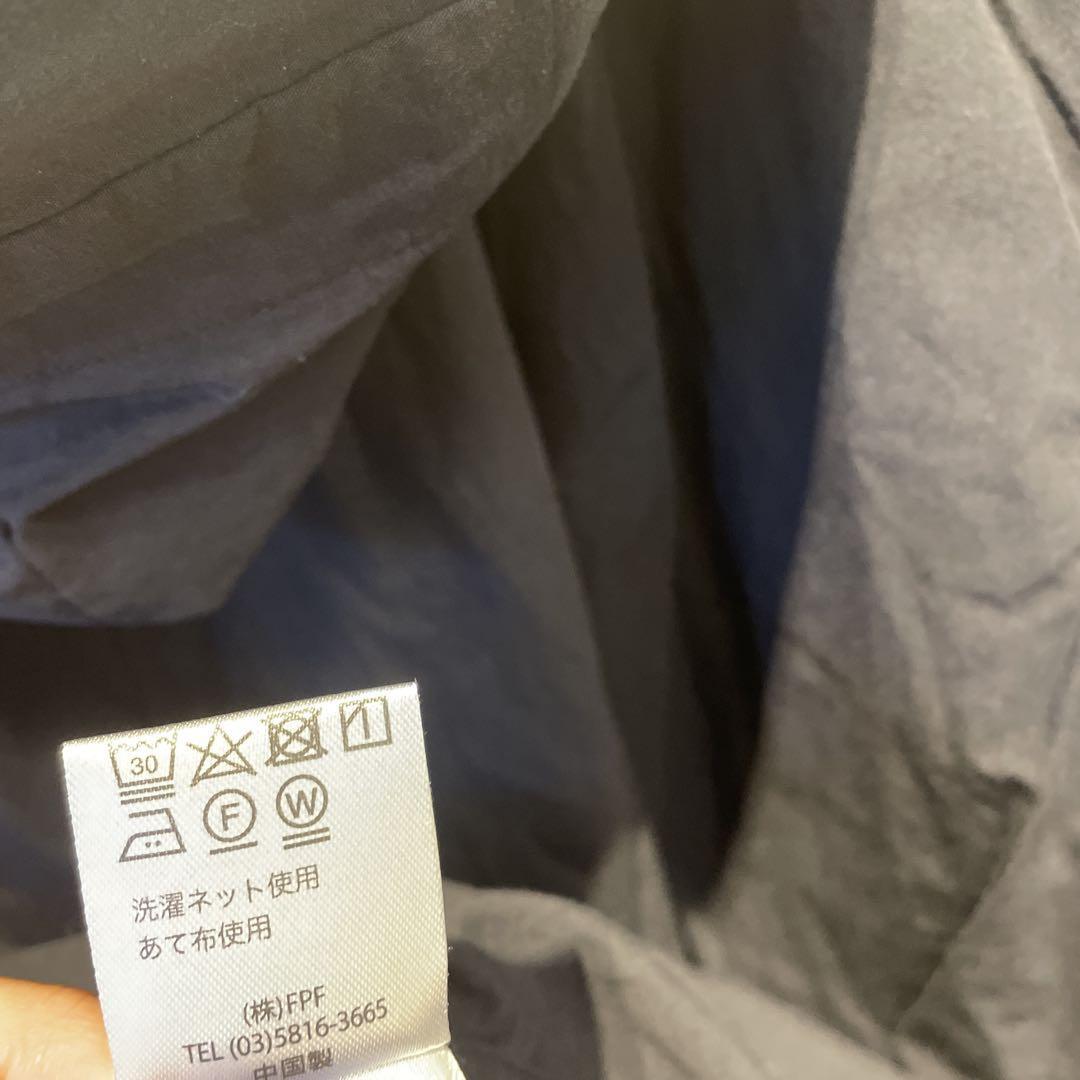 30
F W
洗濯ネット使用
あて布使用
(株)FPF
TEL (03)5816-3665
中国製